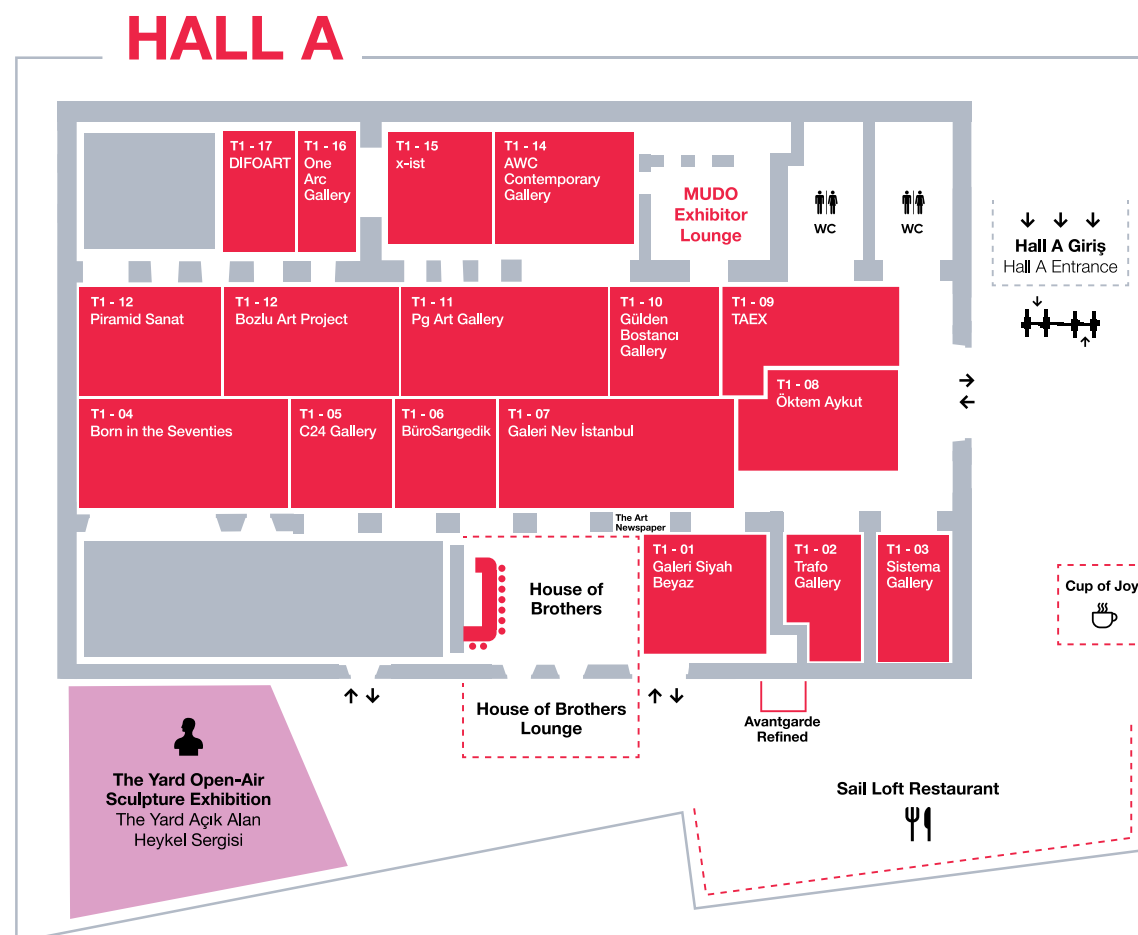 HALL A
T1 - 17
DIFOART
T1 - 16
One
Arc
Gallery
T1 - 15
x-ist
T1 - 14
AWC
Contemporary
Gallery
MUDO
Exhibitor
Lounge
WC
WC
Hall A Giriş
Hall A Entrance
T1 - 12
Piramid Sanat
T1 - 12
Bozlu Art Project
T1 - 11
Pg Art Gallery
T1 - 10
Gülden
Bostancı
Gallery
T1 - 09
TAEX
T1 - 08
Öktem Aykut
T1 - 04
Born in the Seventies
T1 - 05
C24 Gallery
T1 - 06
BüroSarıgedik
T1 - 07
Galeri Nev İstanbul
The Art
Newspaper
T1 - 01
Galeri Siyah
Beyaz
T1 - 02
Trafo
Gallery
T1 - 03
Sistema
Gallery
House of
Brothers
Cup of Joy
House of Brothers
Lounge
Avantgarde
Refined
The Yard Open-Air
Sculpture Exhibition
The Yard Açık Alan
Heykel Sergisi
Sail Loft Restaurant